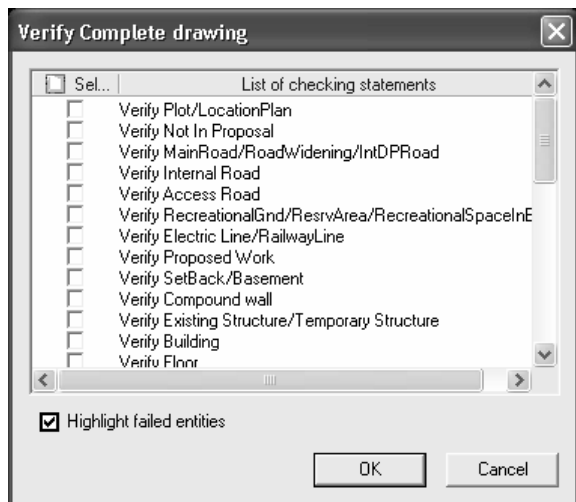 Verify Complete drawing
Sel... List of checking statements
Verify Plot/LocationPlan
Verify Not In Proposal
Verify MainRoad/RoadWidening/IntDPRoad
Verify Internal Road
Verify Access Road
Verify RecreationalGnd/ResrvArea/RecreationalSpaceInE
Verify Electric Line/RailwayLine
Verify Proposed Work
Verify SetBack/Basement
Verify Compound wall
Verify Existing Structure/Temporary Structure
Verify Building
Verify Floor
Highlight failed entities
OK Cancel